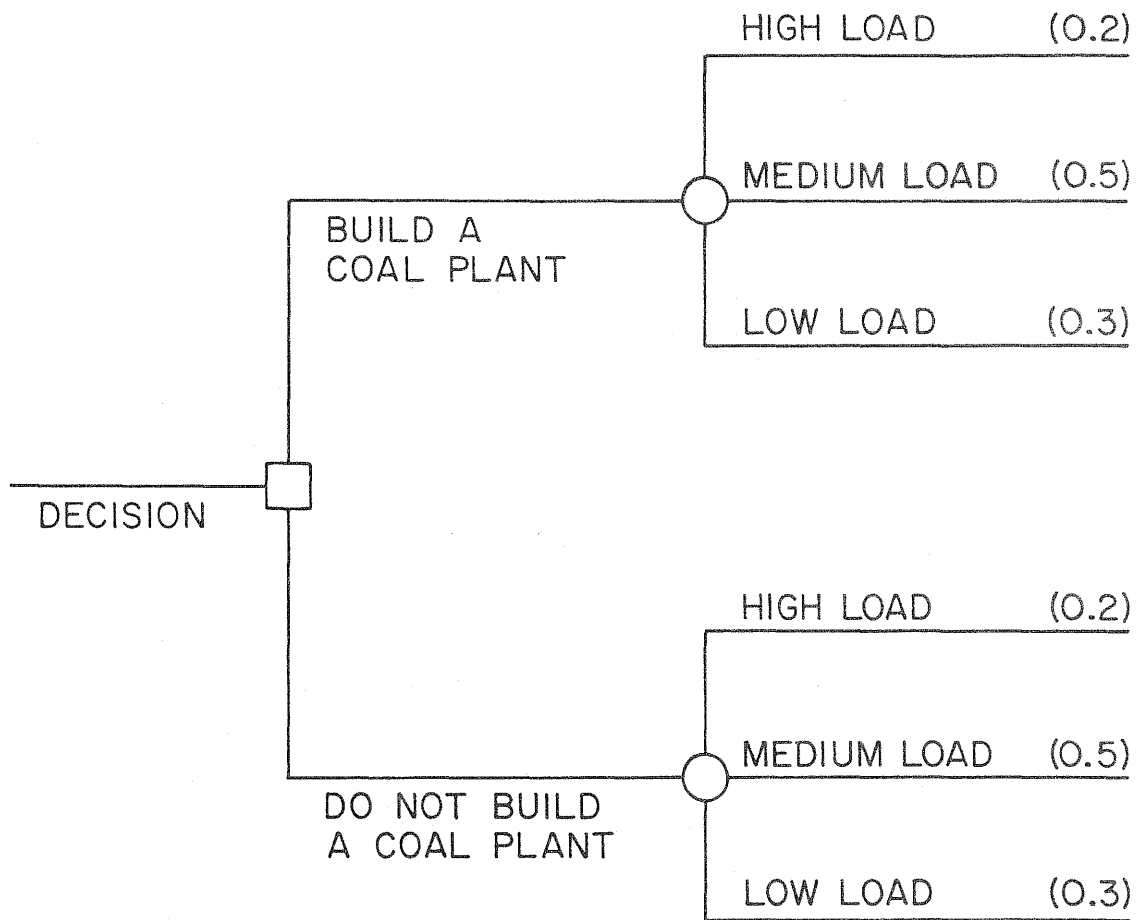 HIGH LOAD (0.2)
MEDIUM LOAD (0.5)
BUILD A
COAL PLANT
LOW LOAD (0.3)
DECISION
HIGH LOAD (0.2)
MEDIUM LOAD (0.5)
DO NOT BUILD
A COAL PLANT
LOW LOAD (0.3)